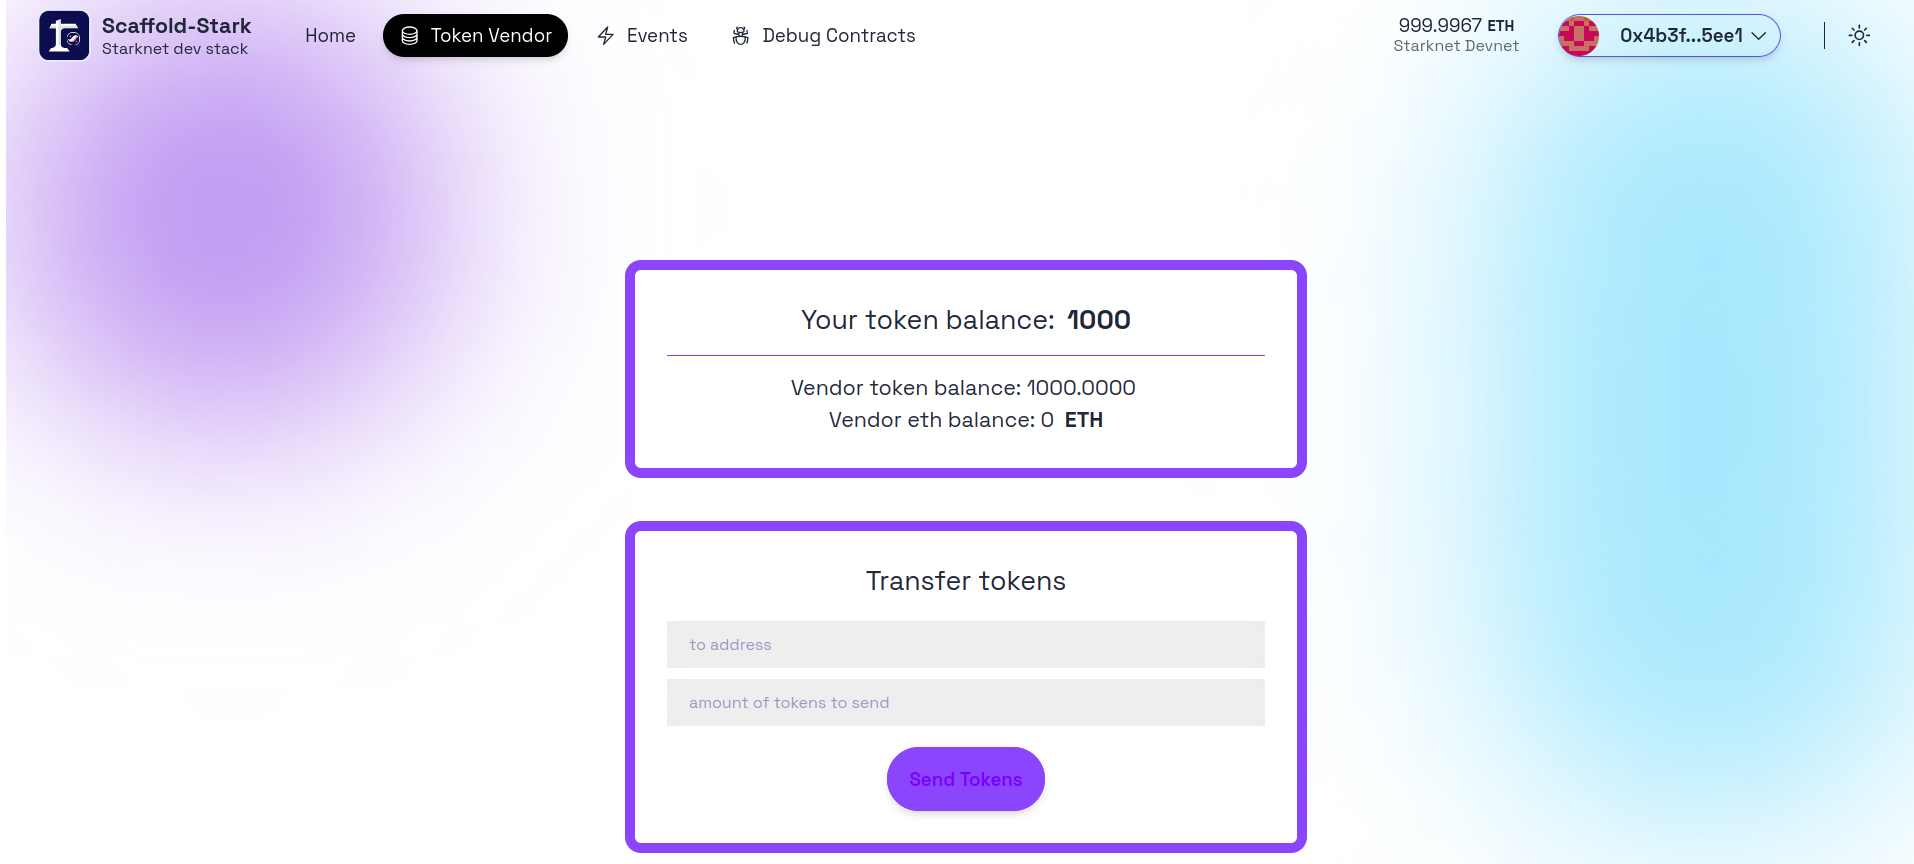 Scaffold-Stark
Starknet dev stack
Home
Token Vendor
Events
Debug Contracts
999.9967 ETH
Starknet Devnet
0x4b3f...5ee1
Your token balance: 1000
Vendor token balance: 1000.0000
Vendor eth balance: 0 ETH
Transfer tokens
to address
amount of tokens to send
Send Tokens